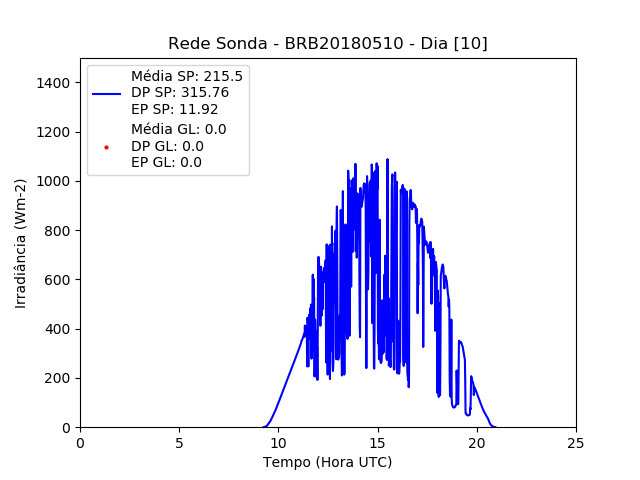 Rede Sonda - BRB20180510 - Dia [10]
Média SP: 215.5
DP SP: 315.76
EP SP: 11.92
Média GL: 0.0
DP GL: 0.0
EP GL: 0.0
Irradiância (Wm-2)
1400
1200
1000
800
600
400
200
0
0 5 10 15 20 25
Tempo (Hora UTC)